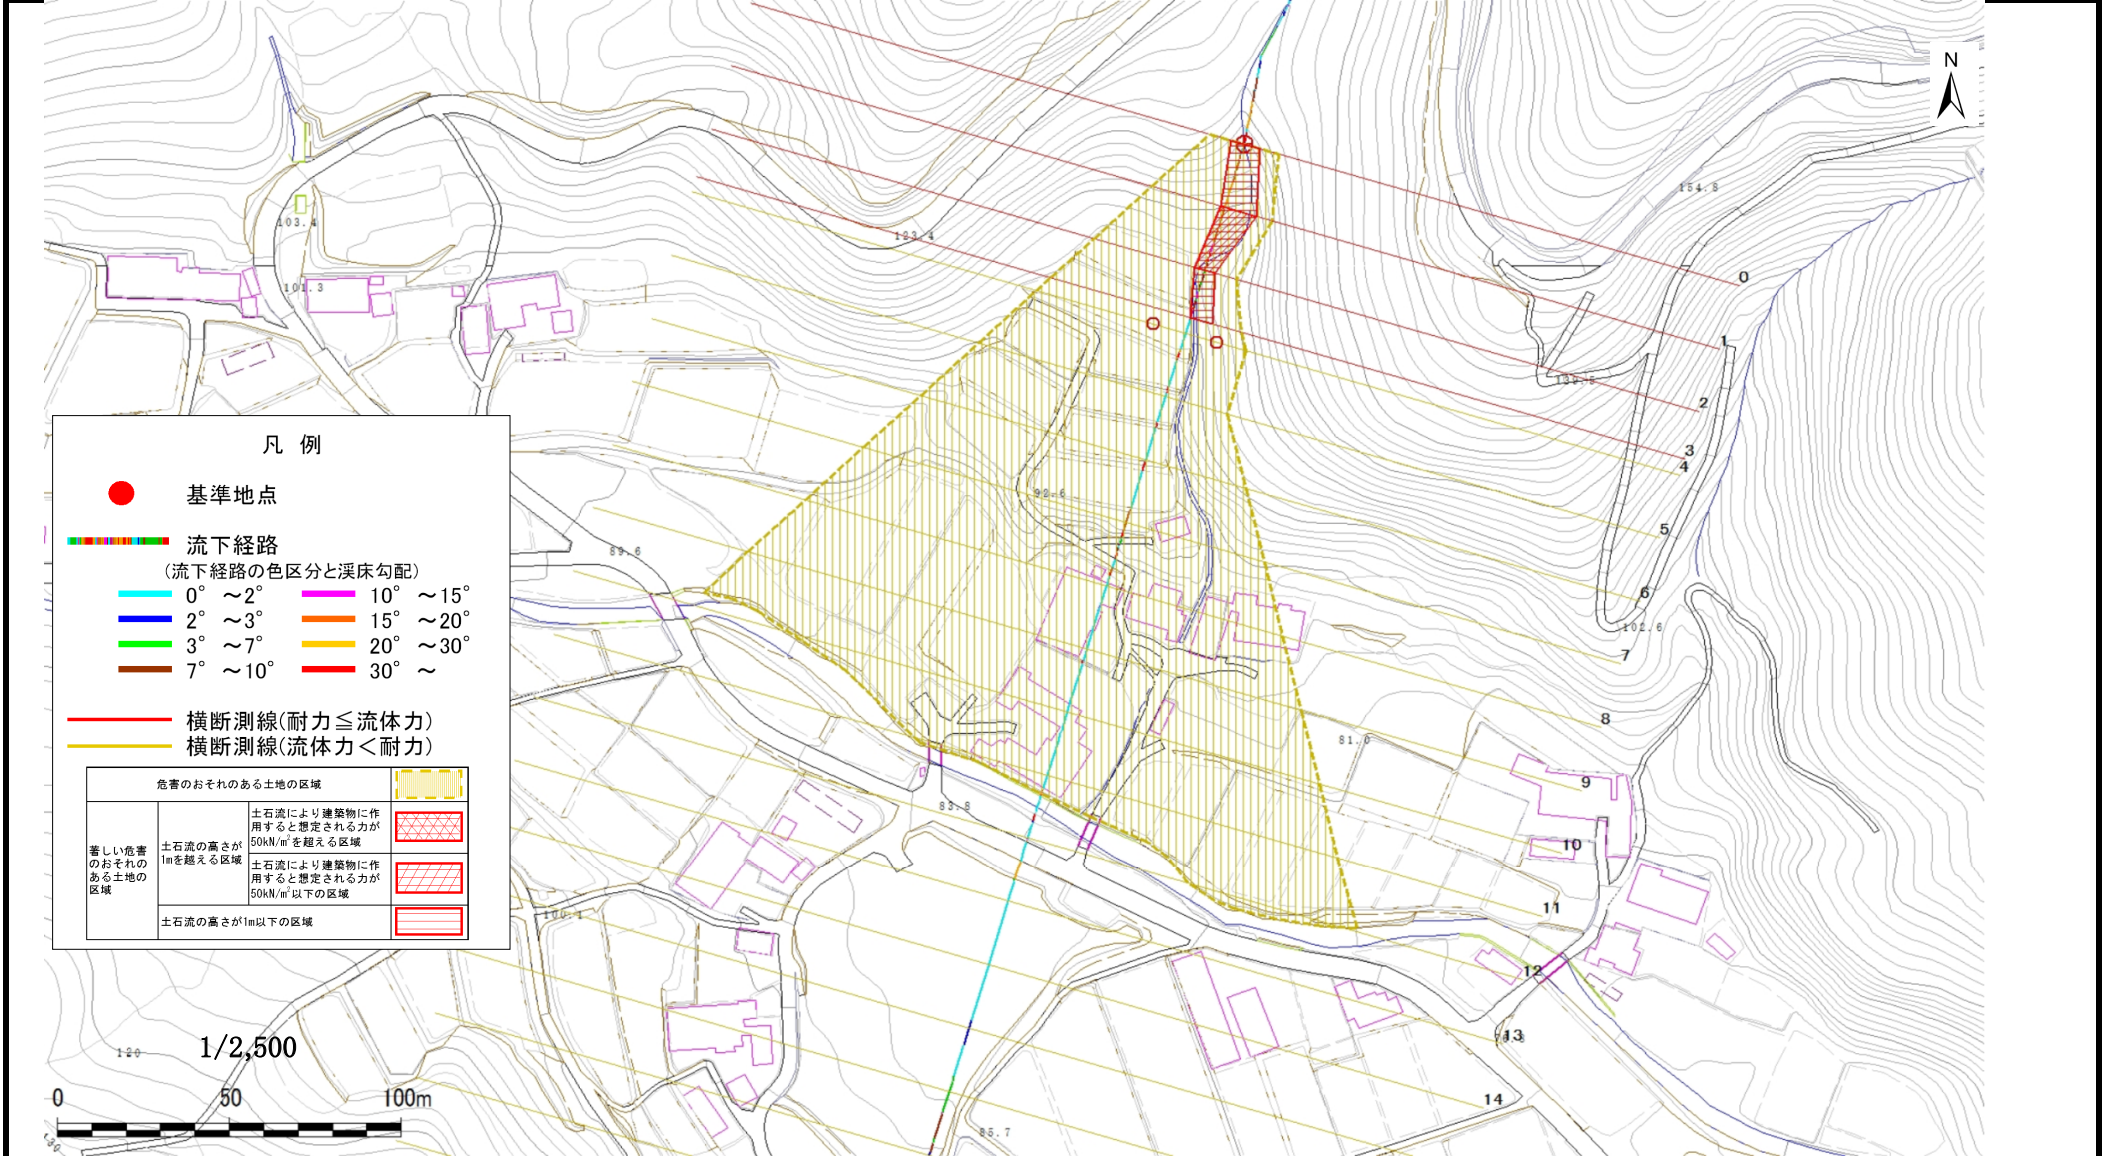 N
154.8
103.4
123.4
101.3
0
139.5
1
2
3
4
92.6
5
89.6
6
102.6
7
8
81.0
9
83.8
10
100.1
11
12
13
14
120
85.7
凡 例
基準地点
流下経路
(流下経路の色区分と渓床勾配)
0° ～2° 10° ～15°
2° ～3° 15° ～20°
3° ～7° 20° ～30°
7° ～10° 30° ～
横断測線(耐力≦流体力)
横断測線(流体力＜耐力)
危害のおそれのある土地の区域
著しい危害
のおそれの
ある土地の
区域
土石流の高さが
1mを越える区域
土石流により建築物に作
用すると想定される力が
50kN/m²を超える区域
土石流により建築物に作
用すると想定される力が
50kN/m²以下の区域
土石流の高さが1m以下の区域
1/2,500
0 50 100m